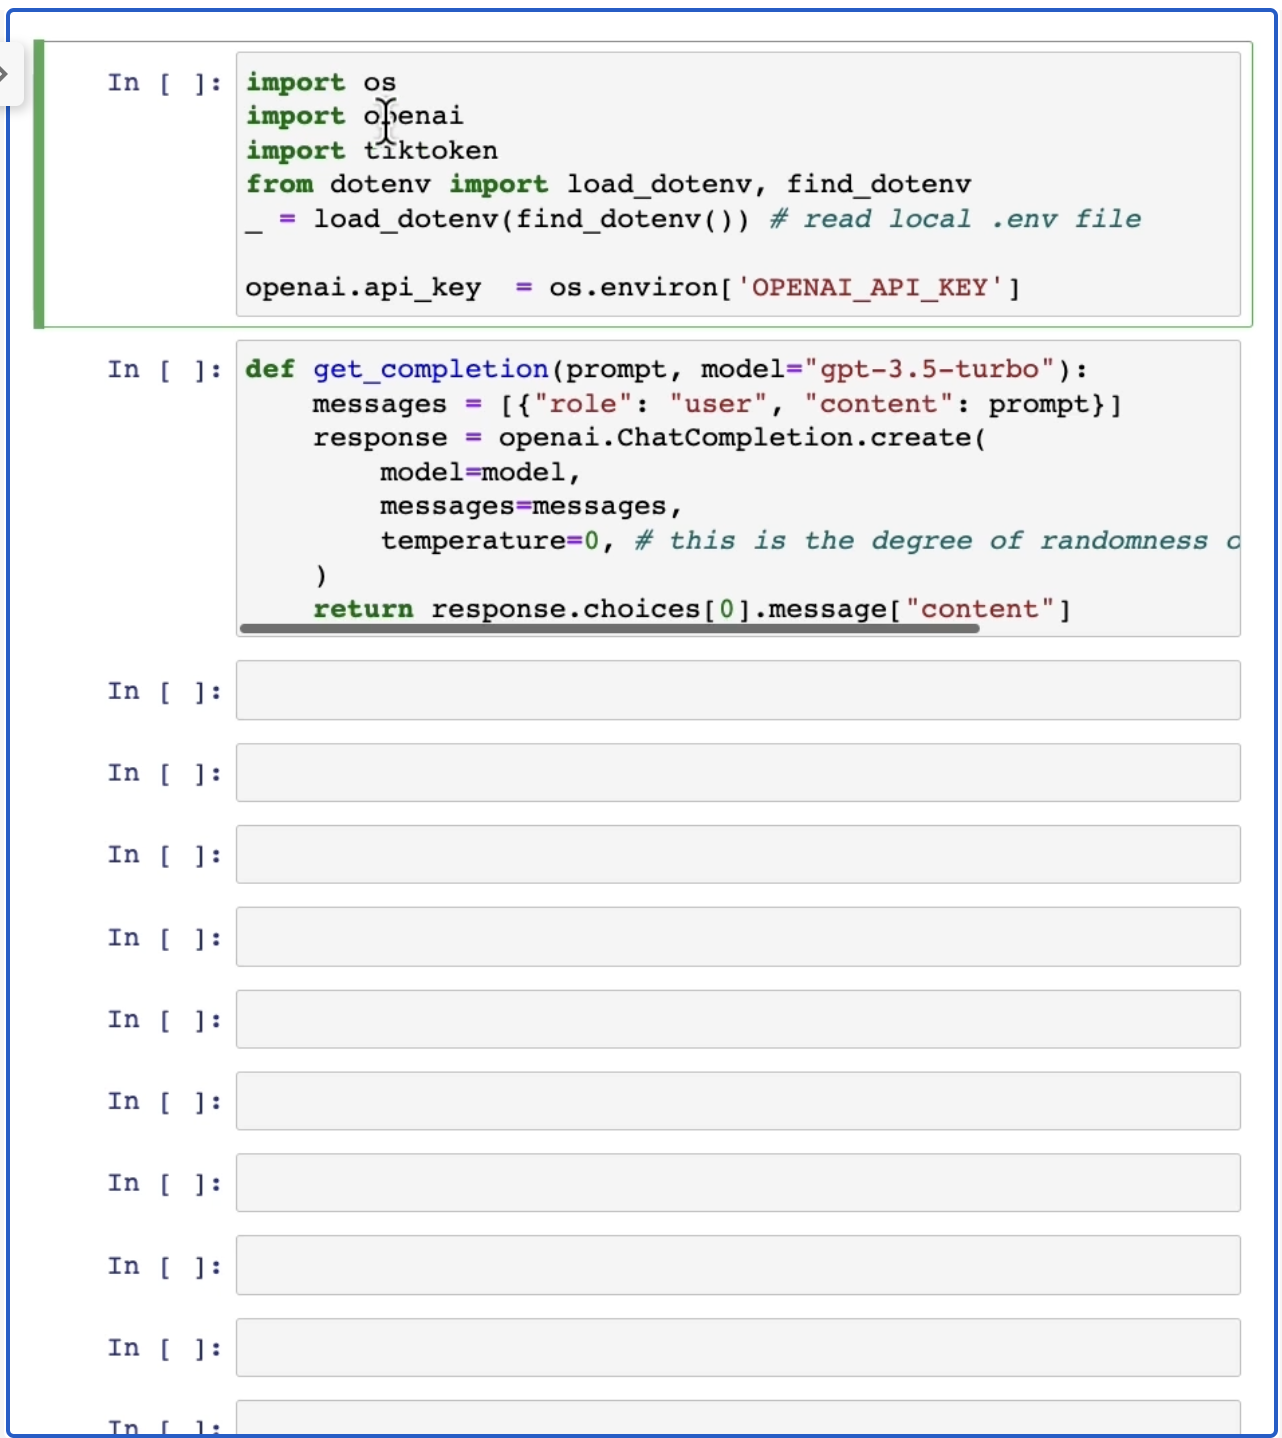 In [ ]:
import os
import openai
import tiktoken
from dotenv import load_dotenv, find_dotenv
_ = load_dotenv(find_dotenv()) # read local .env file
openai.api_key  = os.environ['OPENAI_API_KEY']
In [ ]:
def get_completion(prompt, model="gpt-3.5-turbo"):
    messages = [{"role": "user", "content": prompt}]
    response = openai.ChatCompletion.create(
        model=model,
        messages=messages,
        temperature=0, # this is the degree of randomness
    )
    return response.choices[0].message["content"]
In [ ]:
In [ ]:
In [ ]:
In [ ]:
In [ ]:
In [ ]:
In [ ]:
In [ ]:
In [ ]:
In [ ]: